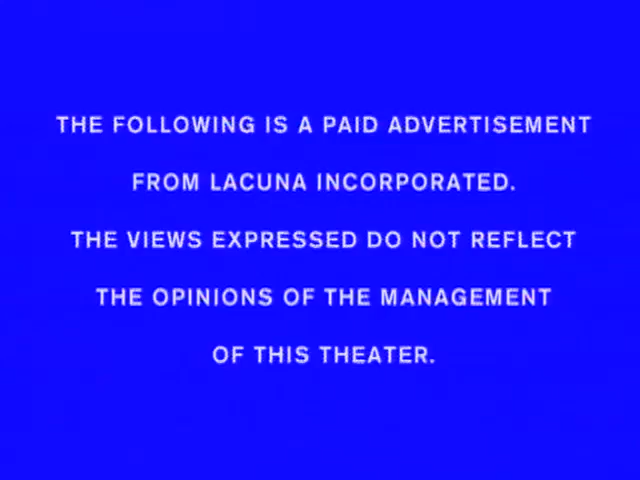 THE FOLLOWING IS A PAID ADVERTISEMENT
FROM LACUNA INCORPORATED.
THE VIEWS EXPRESSED DO NOT REFLECT
THE OPINIONS OF THE MANAGEMENT
OF THIS THEATER.